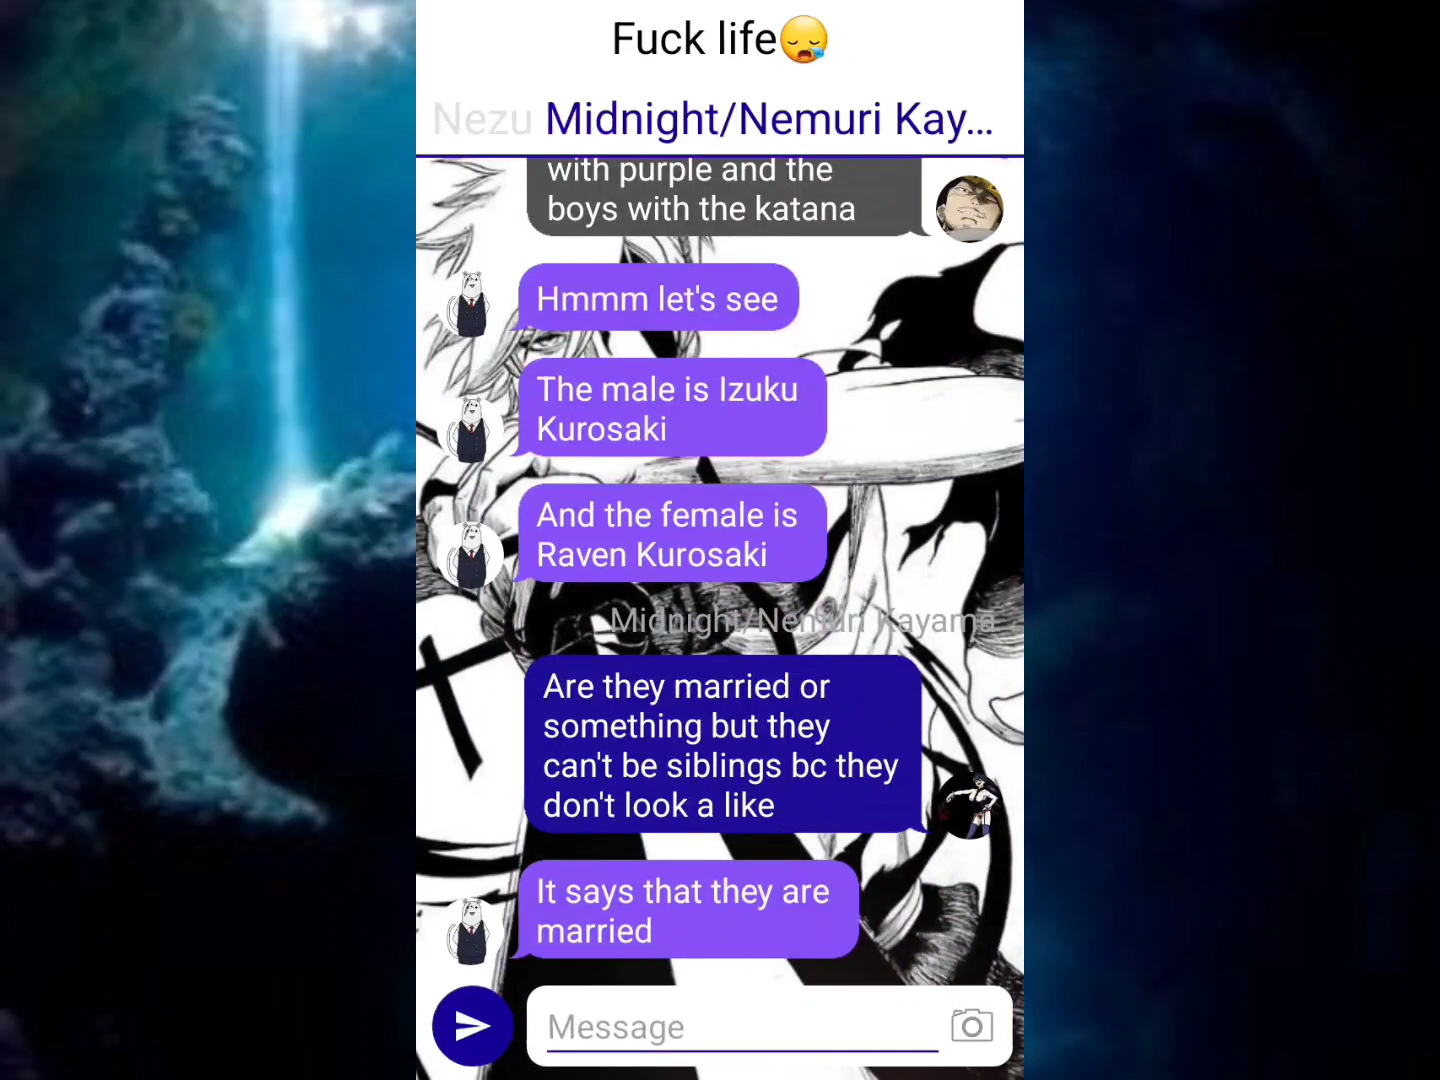 Fuck life😪
Nezu Midnight/Nemuri Kay...
with purple and the
boys with the katana
Hmmm let's see
The male is Izuku
Kurosaki
And the female is
Raven Kurosaki
Midnight/Nemuri Kayama
Are they married or
something but they
can't be siblings bc they
don't look a like
It says that they are
married
Message